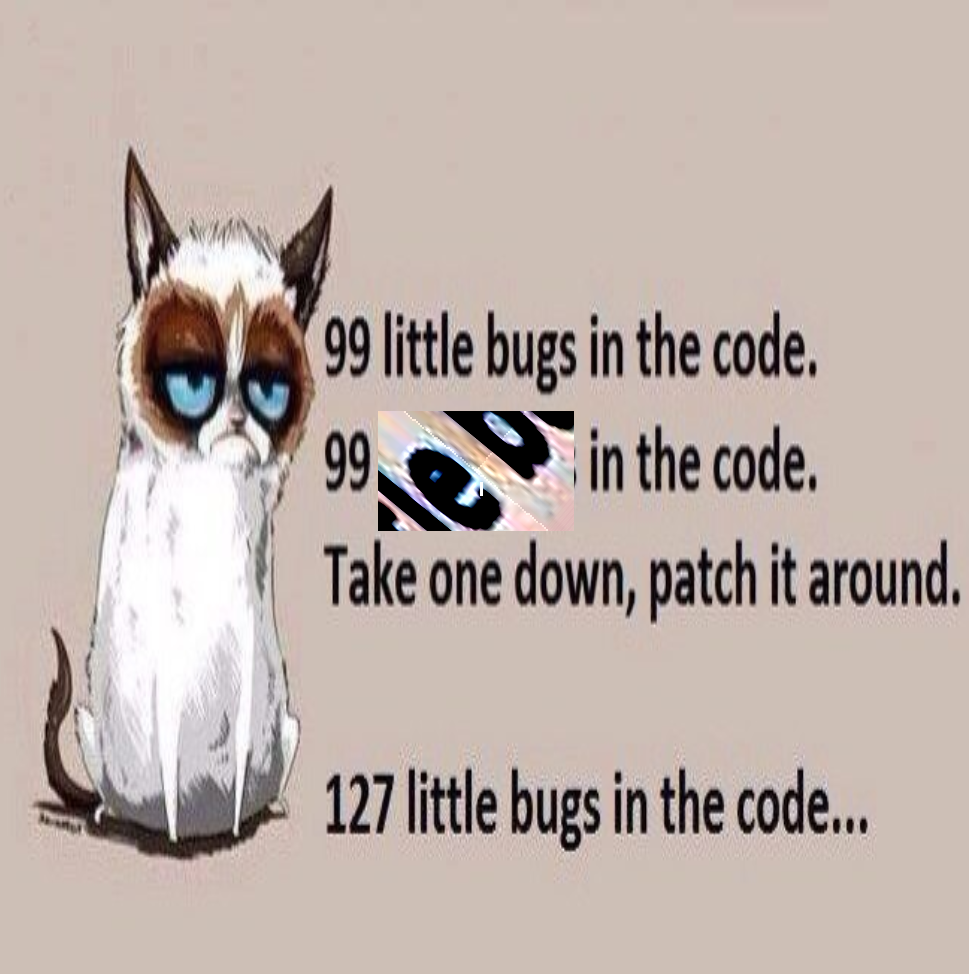 99 little bugs in the code.
99 in the code.
Take one down, patch it around.
127 little bugs in the code...